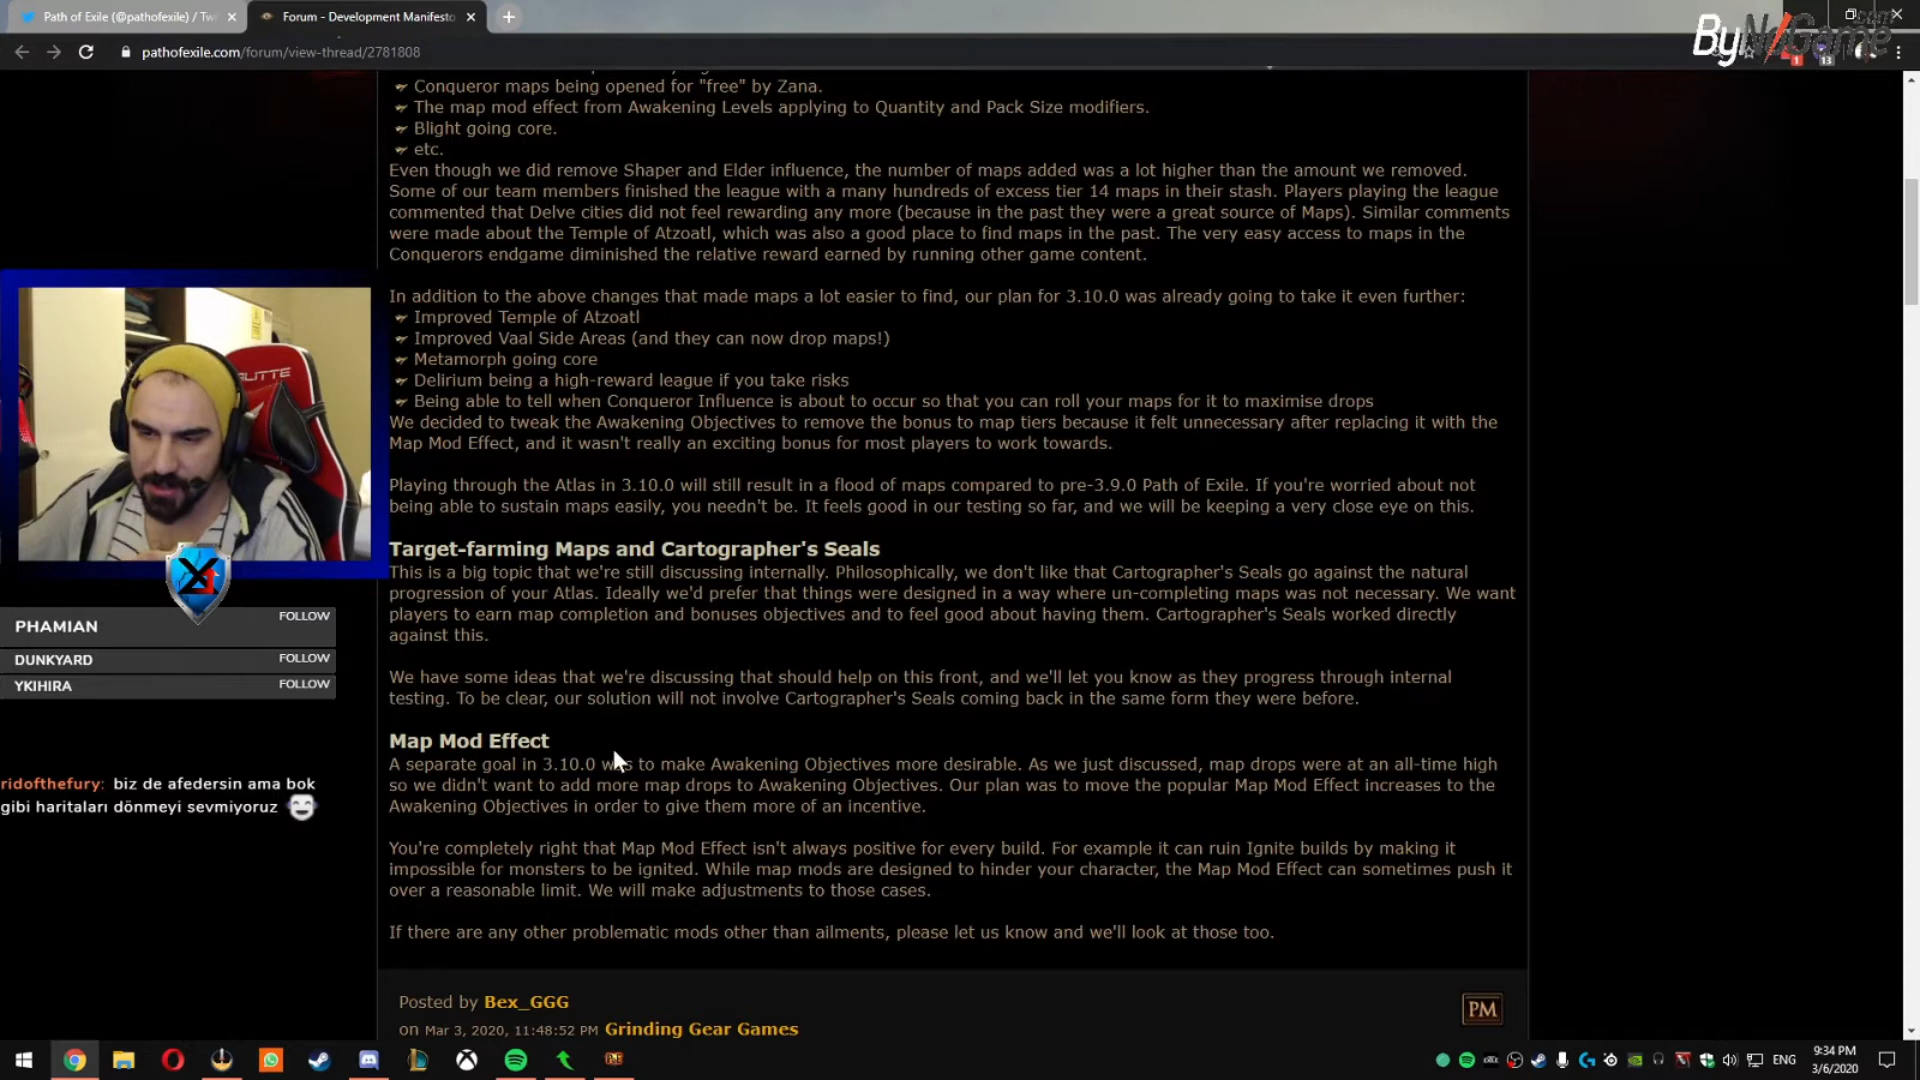 Path of Exile (@pathofexile) / Tw
Forum - Development Manifesto
pathofexile.com/forum/view-thread/2781808
ByNoGame
.com
Conqueror maps being opened for "free" by Zana.
The map mod effect from Awakening Levels applying to Quantity and Pack Size modifiers.
Blight going core.
etc.
Even though we did remove Shaper and Elder influence, the number of maps added was a lot higher than the amount we removed.
Some of our team members finished the league with a many hundreds of excess tier 14 maps in their stash. Players playing the league
commented that Delve cities did not feel rewarding any more (because in the past they were a great source of Maps). Similar comments
were made about the Temple of Atzoatl, which was also a good place to find maps in the past. The very easy access to maps in the
Conquerors endgame diminished the relative reward earned by running other game content.
In addition to the above changes that made maps a lot easier to find, our plan for 3.10.0 was already going to take it even further:
Improved Temple of Atzoatl
Improved Vaal Side Areas (and they can now drop maps!)
Metamorph going core
Delirium being a high-reward league if you take risks
Being able to tell when Conqueror Influence is about to occur so that you can roll your maps for it to maximise drops
We decided to tweak the Awakening Objectives to remove the bonus to map tiers because it felt unnecessary after replacing it with the
Map Mod Effect, and it wasn't really an exciting bonus for most players to work towards.
Playing through the Atlas in 3.10.0 will still result in a flood of maps compared to pre-3.9.0 Path of Exile. If you're worried about not
being able to sustain maps easily, you needn't be. It feels good in our testing so far, and we will be keeping a very close eye on this.
Target-farming Maps and Cartographer's Seals
This is a big topic that we're still discussing internally. Philosophically, we don't like that Cartographer's Seals go against the natural
progression of your Atlas. Ideally we'd prefer that things were designed in a way where un-completing maps was not necessary. We want
players to earn map completion and bonuses objectives and to feel good about having them. Cartographer's Seals worked directly
against this.
We have some ideas that we're discussing that should help on this front, and we'll let you know as they progress through internal
testing. To be clear, our solution will not involve Cartographer's Seals coming back in the same form they were before.
Map Mod Effect
A separate goal in 3.10.0 was to make Awakening Objectives more desirable. As we just discussed, map drops were at an all-time high
so we didn't want to add more map drops to Awakening Objectives. Our plan was to move the popular Map Mod Effect increases to the
Awakening Objectives in order to give them more of an incentive.
You're completely right that Map Mod Effect isn't always positive for every build. For example it can ruin Ignite builds by making it
impossible for monsters to be ignited. While map mods are designed to hinder your character, the Map Mod Effect can sometimes push it
over a reasonable limit. We will make adjustments to those cases.
If there are any other problematic mods other than ailments, please let us know and we'll look at those too.
Posted by Bex_GGG
on Mar 3, 2020, 11:48:52 PM Grinding Gear Games
PM
PHAMIAN FOLLOW
DUNKYARD FOLLOW
YKIHIRA FOLLOW
ridofthefury: biz de afedersin ama bok
gibi haritaları dönmeyi sevmiyoruz
ENG
9:34 PM
3/6/2020